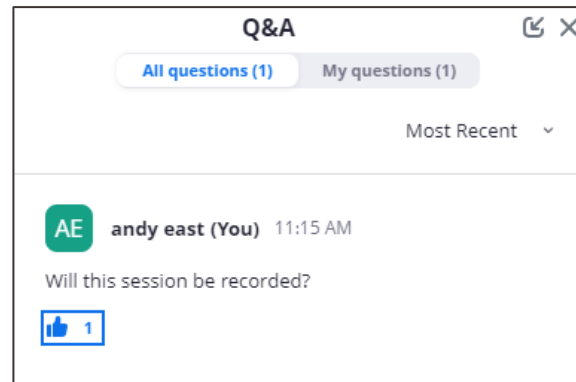 Q&A
All questions (1) My questions (1)
Most Recent
AE andy east (You) 11:15 AM
Will this session be recorded?
1